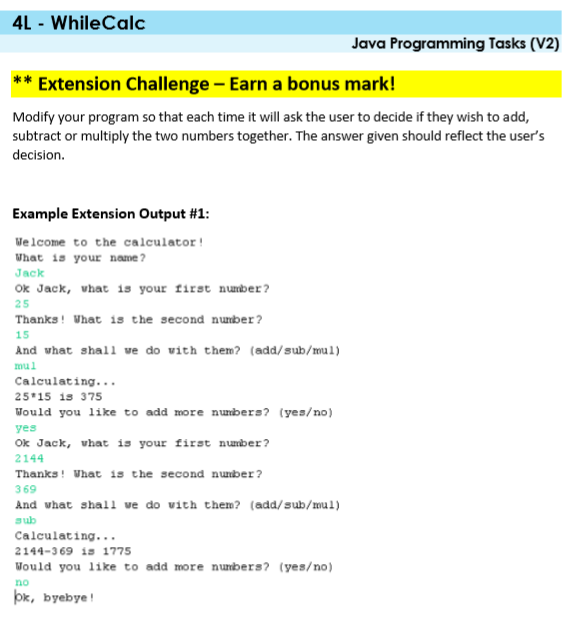 4L - WhileCalc
Java Programming Tasks (V2)
** Extension Challenge – Earn a bonus mark!
Modify your program so that each time it will ask the user to decide if they wish to add,
subtract or multiply the two numbers together. The answer given should reflect the user's
decision.
Example Extension Output #1:
Welcome to the calculator!
What is your name?
Jack
Ok Jack, what is your first number?
25
Thanks! What is the second number?
15
And what shall we do with them? (add/sub/mul)
mul
Calculating...
25*15 is 375
Would you like to add more numbers? (yes/no)
yes
Ok Jack, what is your first number?
2144
Thanks! What is the second number?
369
And what shall we do with them? (add/sub/mul)
sub
Calculating...
2144-369 is 1775
Would you like to add more numbers? (yes/no)
no
Ok, byebye!